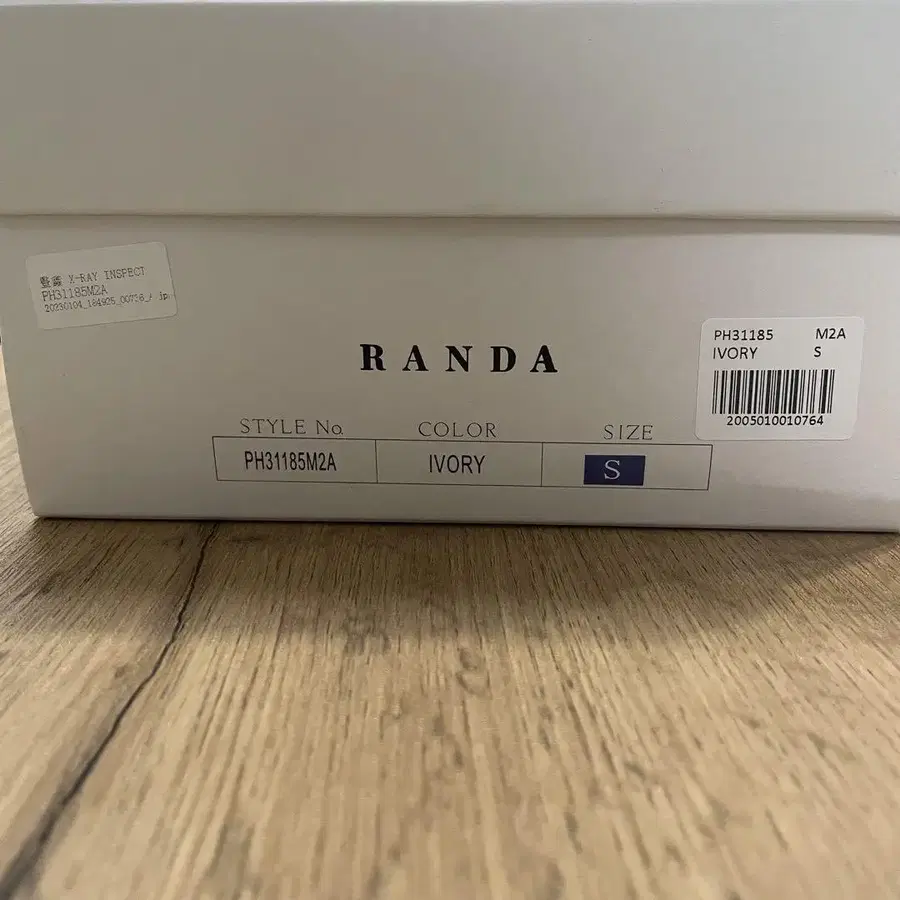 X-RAY INSPECT
PH31185M2A
RANDA
STYLE No. COLOR SIZE
PH31185M2A IVORY S
PH31185 M2A
IVORY S
2005010010764